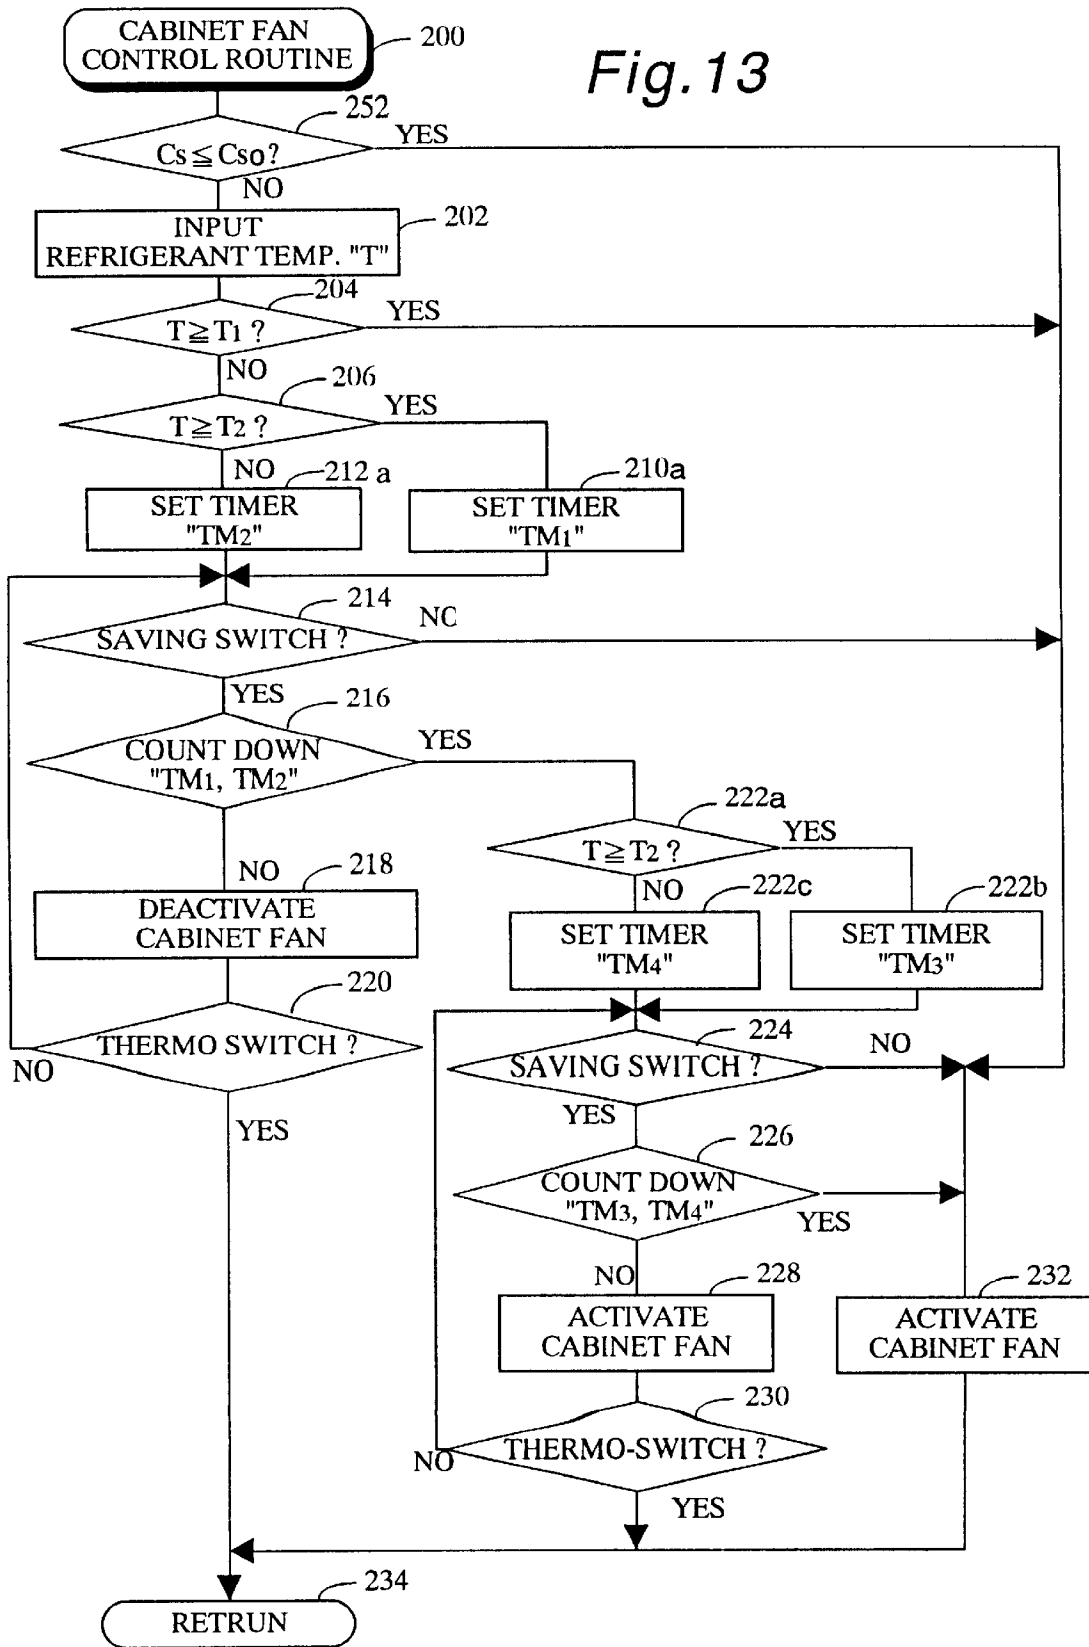 CABINET FAN
CONTROL ROUTINE
200
Fig.13
252
YES
Cs≦Cso?
NO
202
INPUT
REFRIGERANT TEMP. "T"
204
YES
T≧T1 ?
NO
206
YES
T≧T2 ?
NO
212 a
210a
SET TIMER
"TM2"
SET TIMER
"TM1"
214
NO
SAVING SWITCH ?
YES
216
YES
COUNT DOWN
"TM1, TM2"
222a
YES
T≧T2 ?
NO
218
NO
222c
222b
DEACTIVATE
CABINET FAN
SET TIMER
"TM4"
SET TIMER
"TM3"
220
THERMO SWITCH ?
NO
YES
224
NO
SAVING SWITCH ?
YES
226
COUNT DOWN
"TM3, TM4"
YES
NO
228
232
ACTIVATE
CABINET FAN
ACTIVATE
CABINET FAN
230
THERMO-SWITCH ?
NO
YES
234
RETRUN